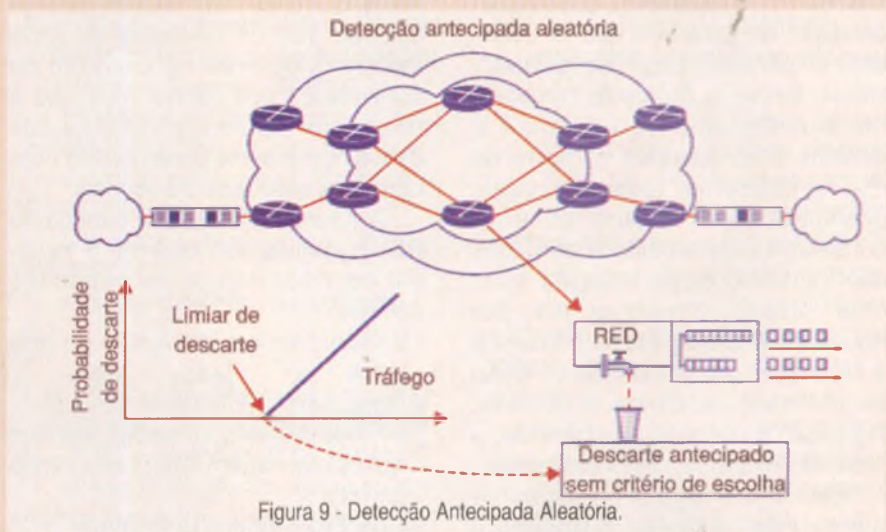 Detecção antecipada aleatória
Probabilidade
de descarte
Limiar de
descarte
Tráfego
RED
Descarte antecipado
sem critério de escolha
Figura 9 - Detecção Antecipada Aleatória.